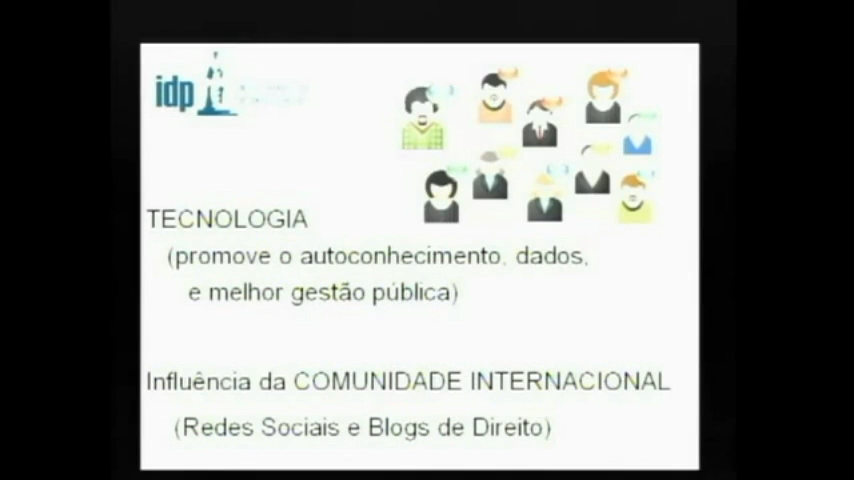 idp
TECNOLOGIA
(promove o autoconhecimento, dados,
e melhor gestão pública)
Influência da COMUNIDADE INTERNACIONAL
(Redes Sociais e Blogs de Direito)